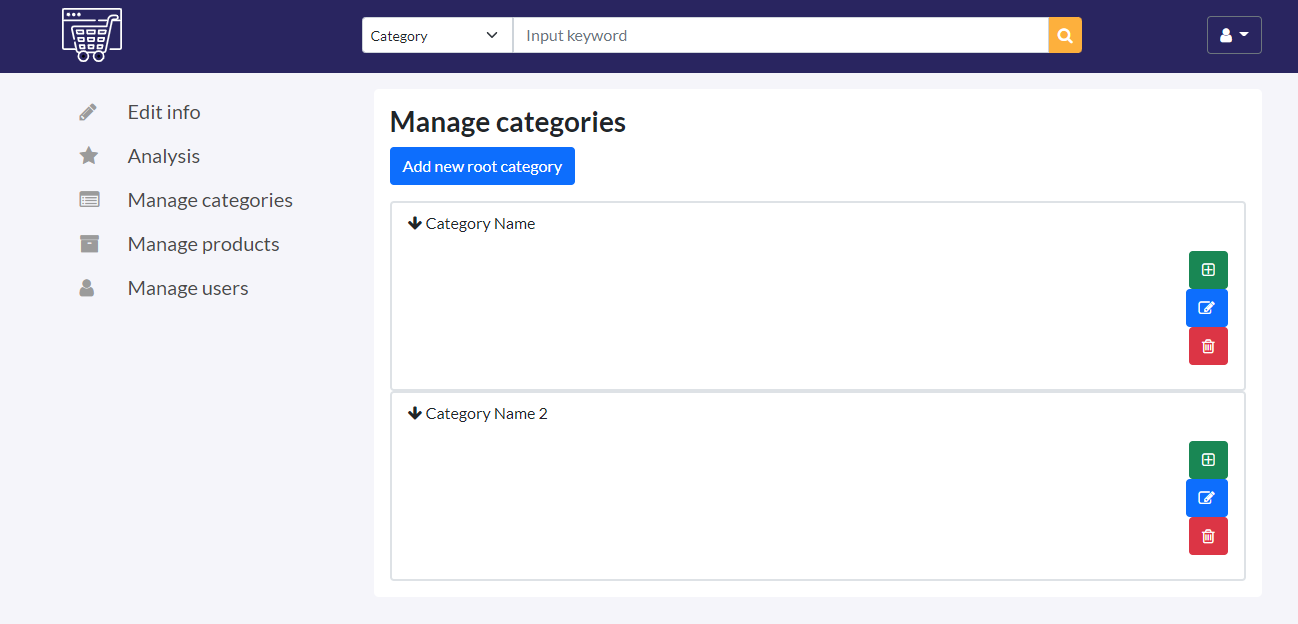 Category
Input keyword
Edit info
Analysis
Manage categories
Manage products
Manage users
Manage categories
Add new root category
Category Name
Category Name 2